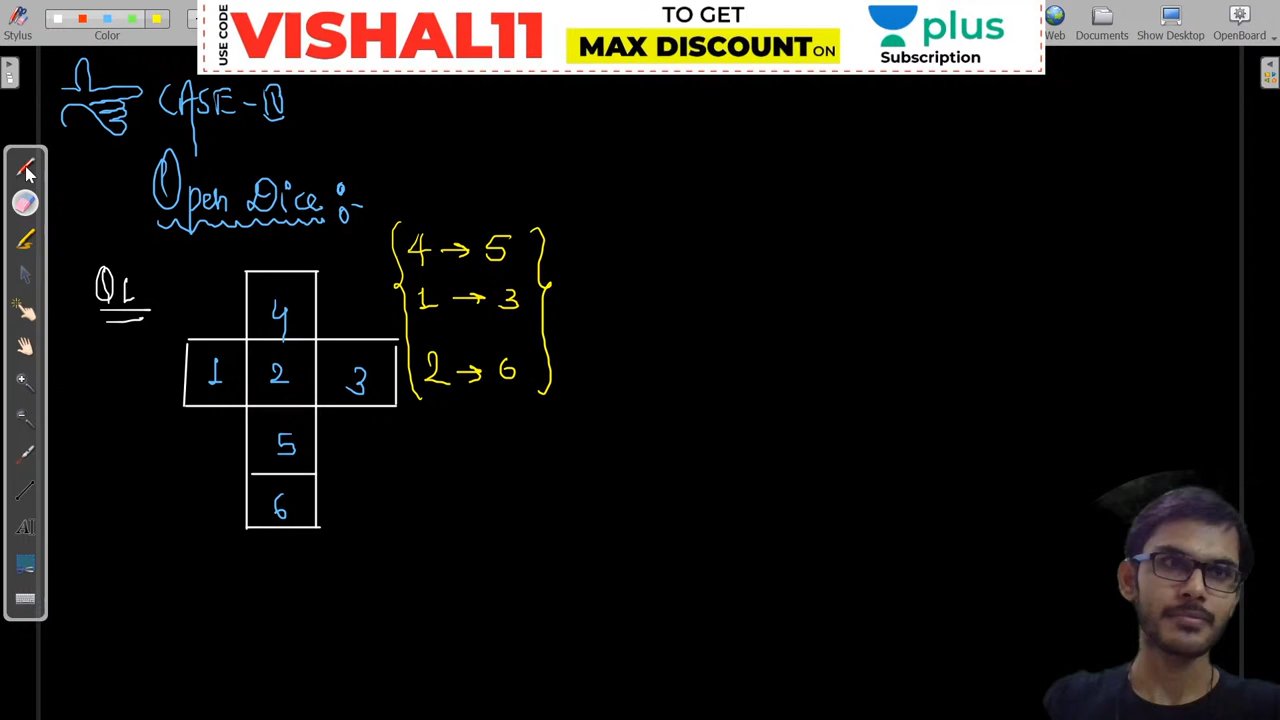 Stylus
Color
USE CODE
VISHAL11
TO GET
MAX DISCOUNT ON
plus
Subscription
Web
Documents
Show Desktop
OpenBoard
CASE-
Open Dice :-
Q1
4
1 2 3
5
6
4 → 5
1 → 3
2 → 6